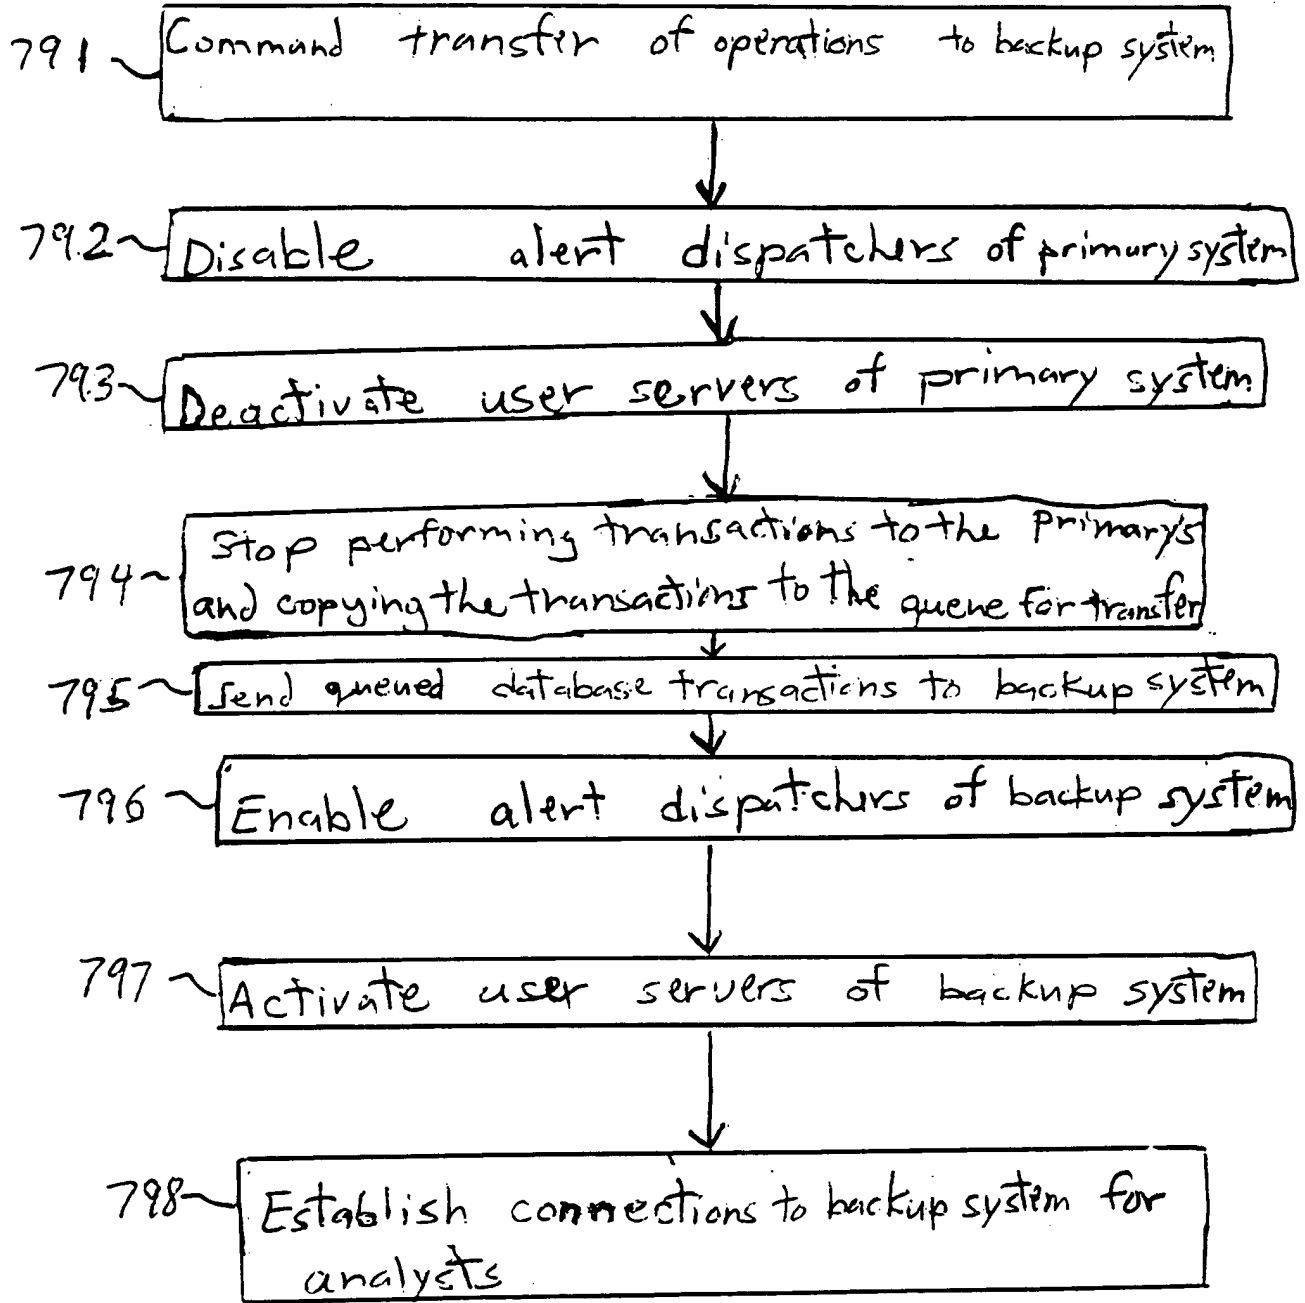 791 Command transfer of operations to backup system
792 Disable alert dispatchers of primary system
793 Deactivate user servers of primary system
Stop performing transactions to the primarys
794 and copying the transactions to the queue for transfer
795 Send queued database transactions to backup system
796 Enable alert dispatchers of backup system
797 Activate user servers of backup system
798 Establish connections to backup system for
analysts